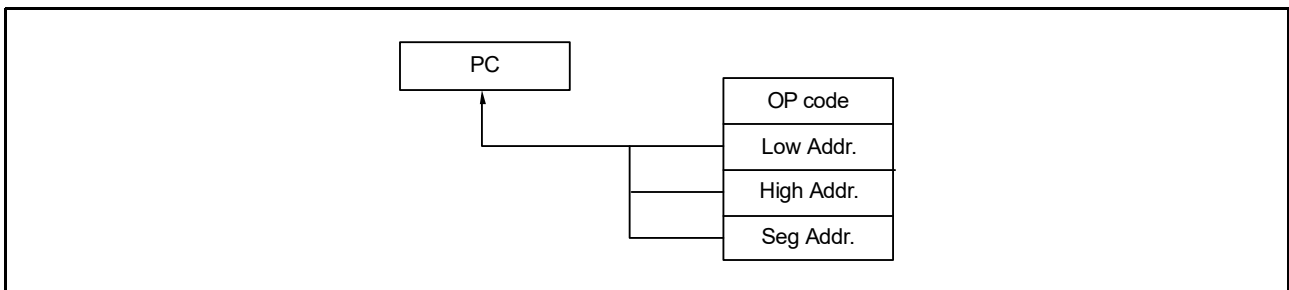 PC
OP code
Low Addr.
High Addr.
Seg Addr.